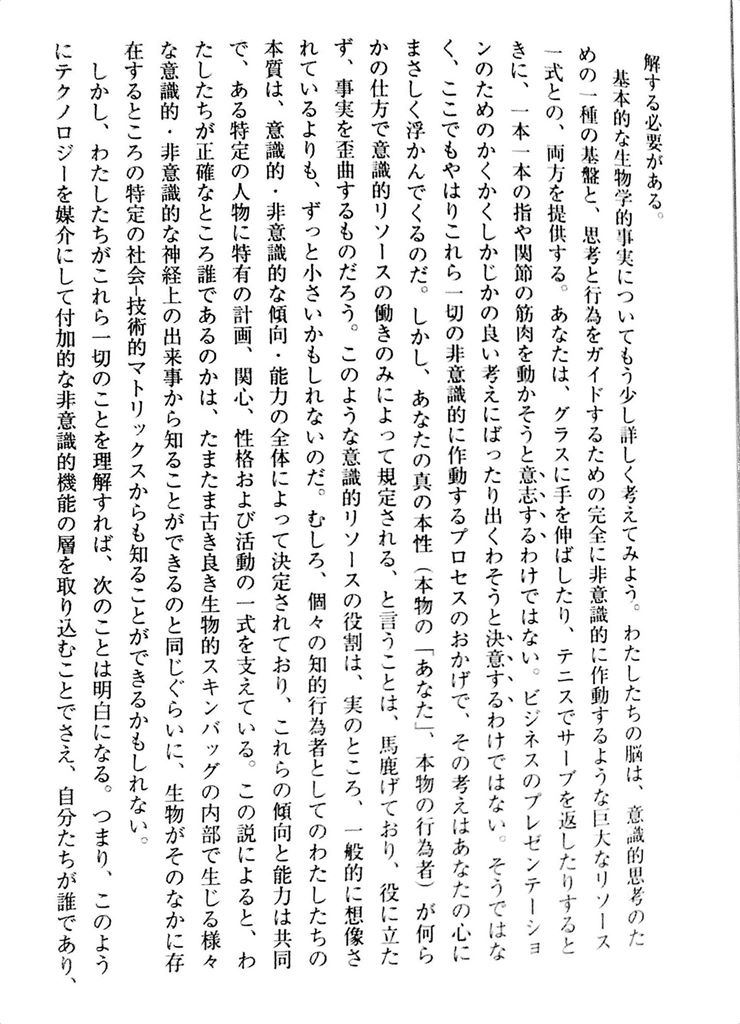 解する必要がある。
　基本的な生物学的事実についてもう少し詳しく考えてみよう。わたしたちの脳は、意識的思考のた
めの一種の基盤と、思考と行為をガイドするための完全に非意識的に作動するような巨大なリソース
一式との、両方を提供する。あなたは、グラスに手を伸ばしたり、テニスでサーブを返したりすると
きに、一本一本の指や関節の筋肉を動かそうと意志するわけではない。ビジネスのプレゼンテーショ
ンのためのかくかくしかじかの良い考えにばったり出くわそうと決意するわけではない。そうではな
く、ここでもやはりこれら一切の非意識的に作動するプロセスのおかげで、その考えはあなたの心に
まさしく浮かんでくるのだ。しかし、あなたの真の本性（本物の「あなた」、本物の行為者）が何ら
かの仕方で意識的リソースの働きのみによって規定される、と言うことは、馬鹿げており、役に立た
ず、事実を歪曲するものだろう。このような意識的リソースの役割は、実のところ、一般的に想像さ
れているよりも、ずっと小さいかもしれないのだ。むしろ、個々の知的行為者としてのわたしたちの
本質は、意識的・非意識的な傾向・能力の全体によって決定されており、これらの傾向と能力は共同
で、ある特定の人物に特有の計画、関心、性格および活動の一式を支えている。この説によると、わ
たしたちが正確なところ誰であるのかは、たまたま古き良き生物的スキンバッグの内部で生じる様々
な意識的・非意識的な神経上の出来事から知ることができるのと同じぐらいに、生物がそのなかに存
在するところの特定の社会‐技術的マトリックスからも知ることができるかもしれない。
　しかし、わたしたちがこれら一切のことを理解すれば、次のことは明白になる。つまり、このよう
にテクノロジーを媒介にして付加的な非意識的機能の層を取り込むことでさえ、自分たちが誰であり、